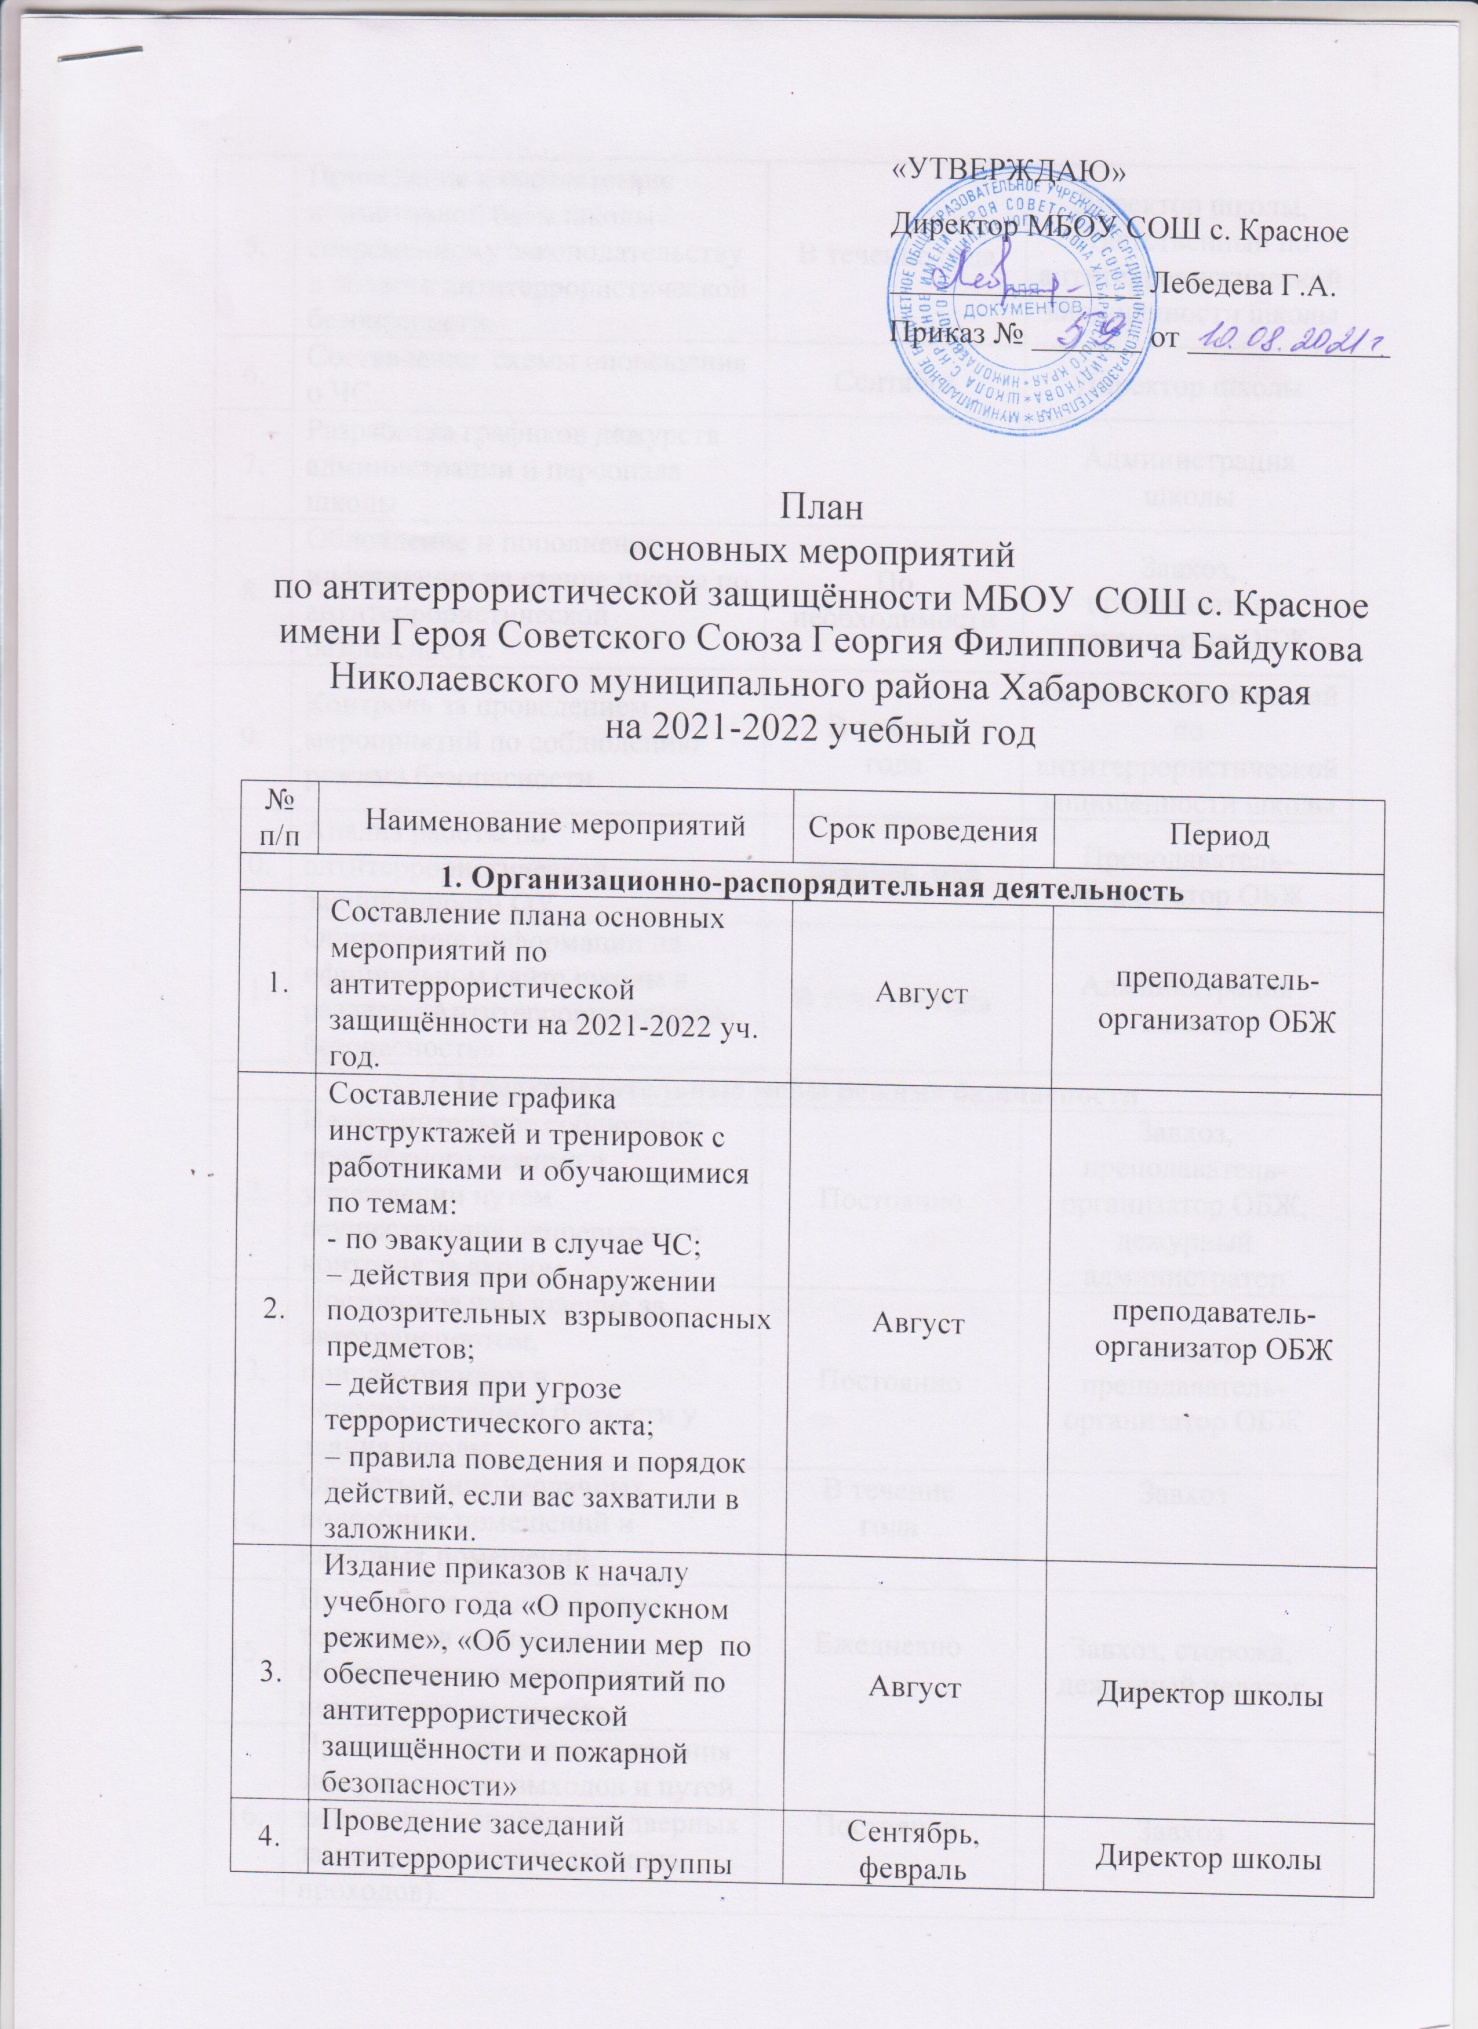 «УТВЕРЖДАЮ»
Директор МБОУ СОШ с. Красное
Лебедева Г.А.
Приказ № 59 от 10.08.2021г.
ДЛЯ
ДОКУМЕНТОВ
План
основных мероприятий
по антитеррористической защищённости МБОУ СОШ с. Красное
имени Героя Советского Союза Георгия Филипповича Байдукова
Николаевского муниципального района Хабаровского края
на 2021-2022 учебный год
№
п/п
Наименование мероприятий
Срок проведения
Период
1. Организационно-распорядительная деятельность
1.
Составление плана основных
мероприятий по
антитеррористической
защищённости на 2021-2022 уч.
год.
Август
преподаватель-
организатор ОБЖ
2.
Составление графика
инструктажей и тренировок с
работниками и обучающимися
по темам:
- по эвакуации в случае ЧС;
– действия при обнаружении
подозрительных взрывоопасных
предметов;
– действия при угрозе
террористического акта;
– правила поведения и порядок
действий, если вас захватили в
заложники.
Август
преподаватель-
организатор ОБЖ
3.
Издание приказов к началу
учебного года «О пропускном
режиме», «Об усилении мер по
обеспечению мероприятий по
антитеррористической
защищённости и пожарной
безопасности»
Август
Директор школы
4.
Проведение заседаний
антитеррористической группы
Сентябрь,
февраль
Директор школы